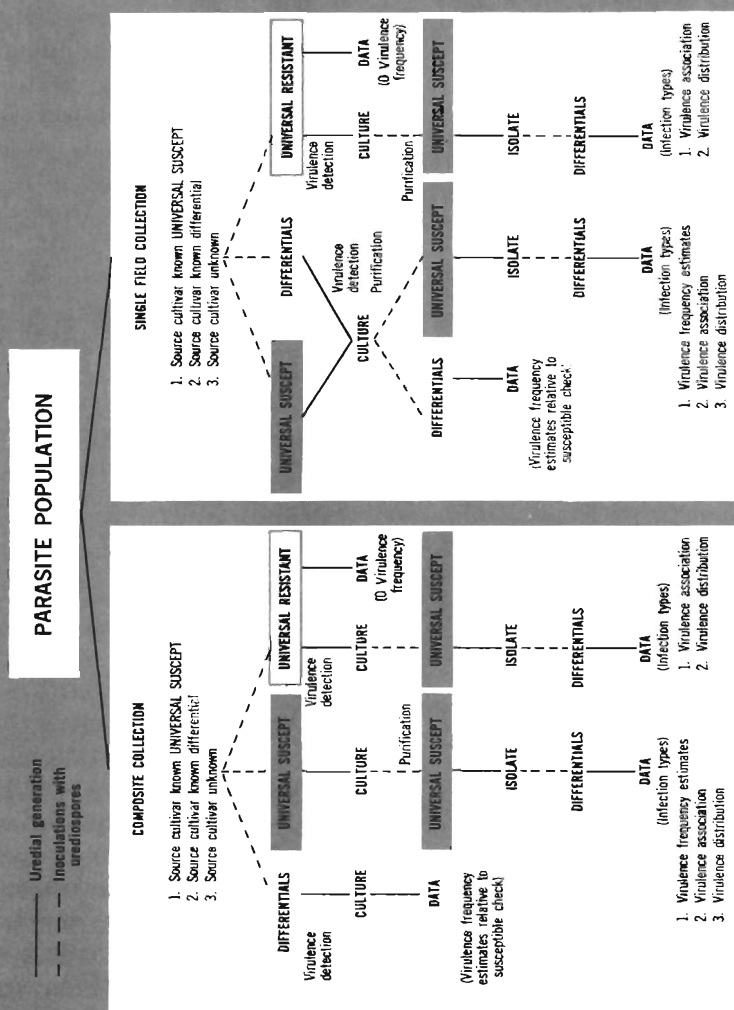 PARASITE POPULATION
Uredial generation
Inoculations with
urediospores
COMPOSITE COLLECTION
1. Source cultivar known UNIVERSAL SUSCEPT
2. Source cultivar known differential
3. Source cultivar unknown
DIFFERENTIALS
Virulence
detection
CULTURE
DATA
(Virulence frequency
estimates relative to
susceptible check)
UNIVERSAL SUSCEPT
CULTURE
Purification
UNIVERSAL SUSCEPT
ISOLATE
DIFFERENTIALS
DATA
(Infection types)
1. Virulence frequency estimates
2. Virulence association
3. Virulence distribution
UNIVERSAL RESISTANT
Virulence
detection
CULTURE
DATA
(0 Virulence
frequency)
UNIVERSAL SUSCEPT
ISOLATE
DIFFERENTIALS
DATA
(Infection types)
1. Virulence association
2. Virulence distribution
SINGLE FIELD COLLECTION
1. Source cultivar known UNIVERSAL SUSCEPT
2. Source cultivar known differential
3. Source cultivar unknown
UNIVERSAL SUSCEPT
DIFFERENTIALS
Virulence
detection
Purification
CULTURE
DIFFERENTIALS
DATA
(Virulence frequency
estimates relative to
susceptible check)
UNIVERSAL SUSCEPT
ISOLATE
DIFFERENTIALS
DATA
(Infection types)
1. Virulence frequency estimates
2. Virulence association
3. Virulence distribution
UNIVERSAL RESISTANT
Virulence
detection
CULTURE
DATA
(0 Virulence
frequency)
Purification
UNIVERSAL SUSCEPT
ISOLATE
DIFFERENTIALS
DATA
(Infection types)
1. Virulence association
2. Virulence distribution